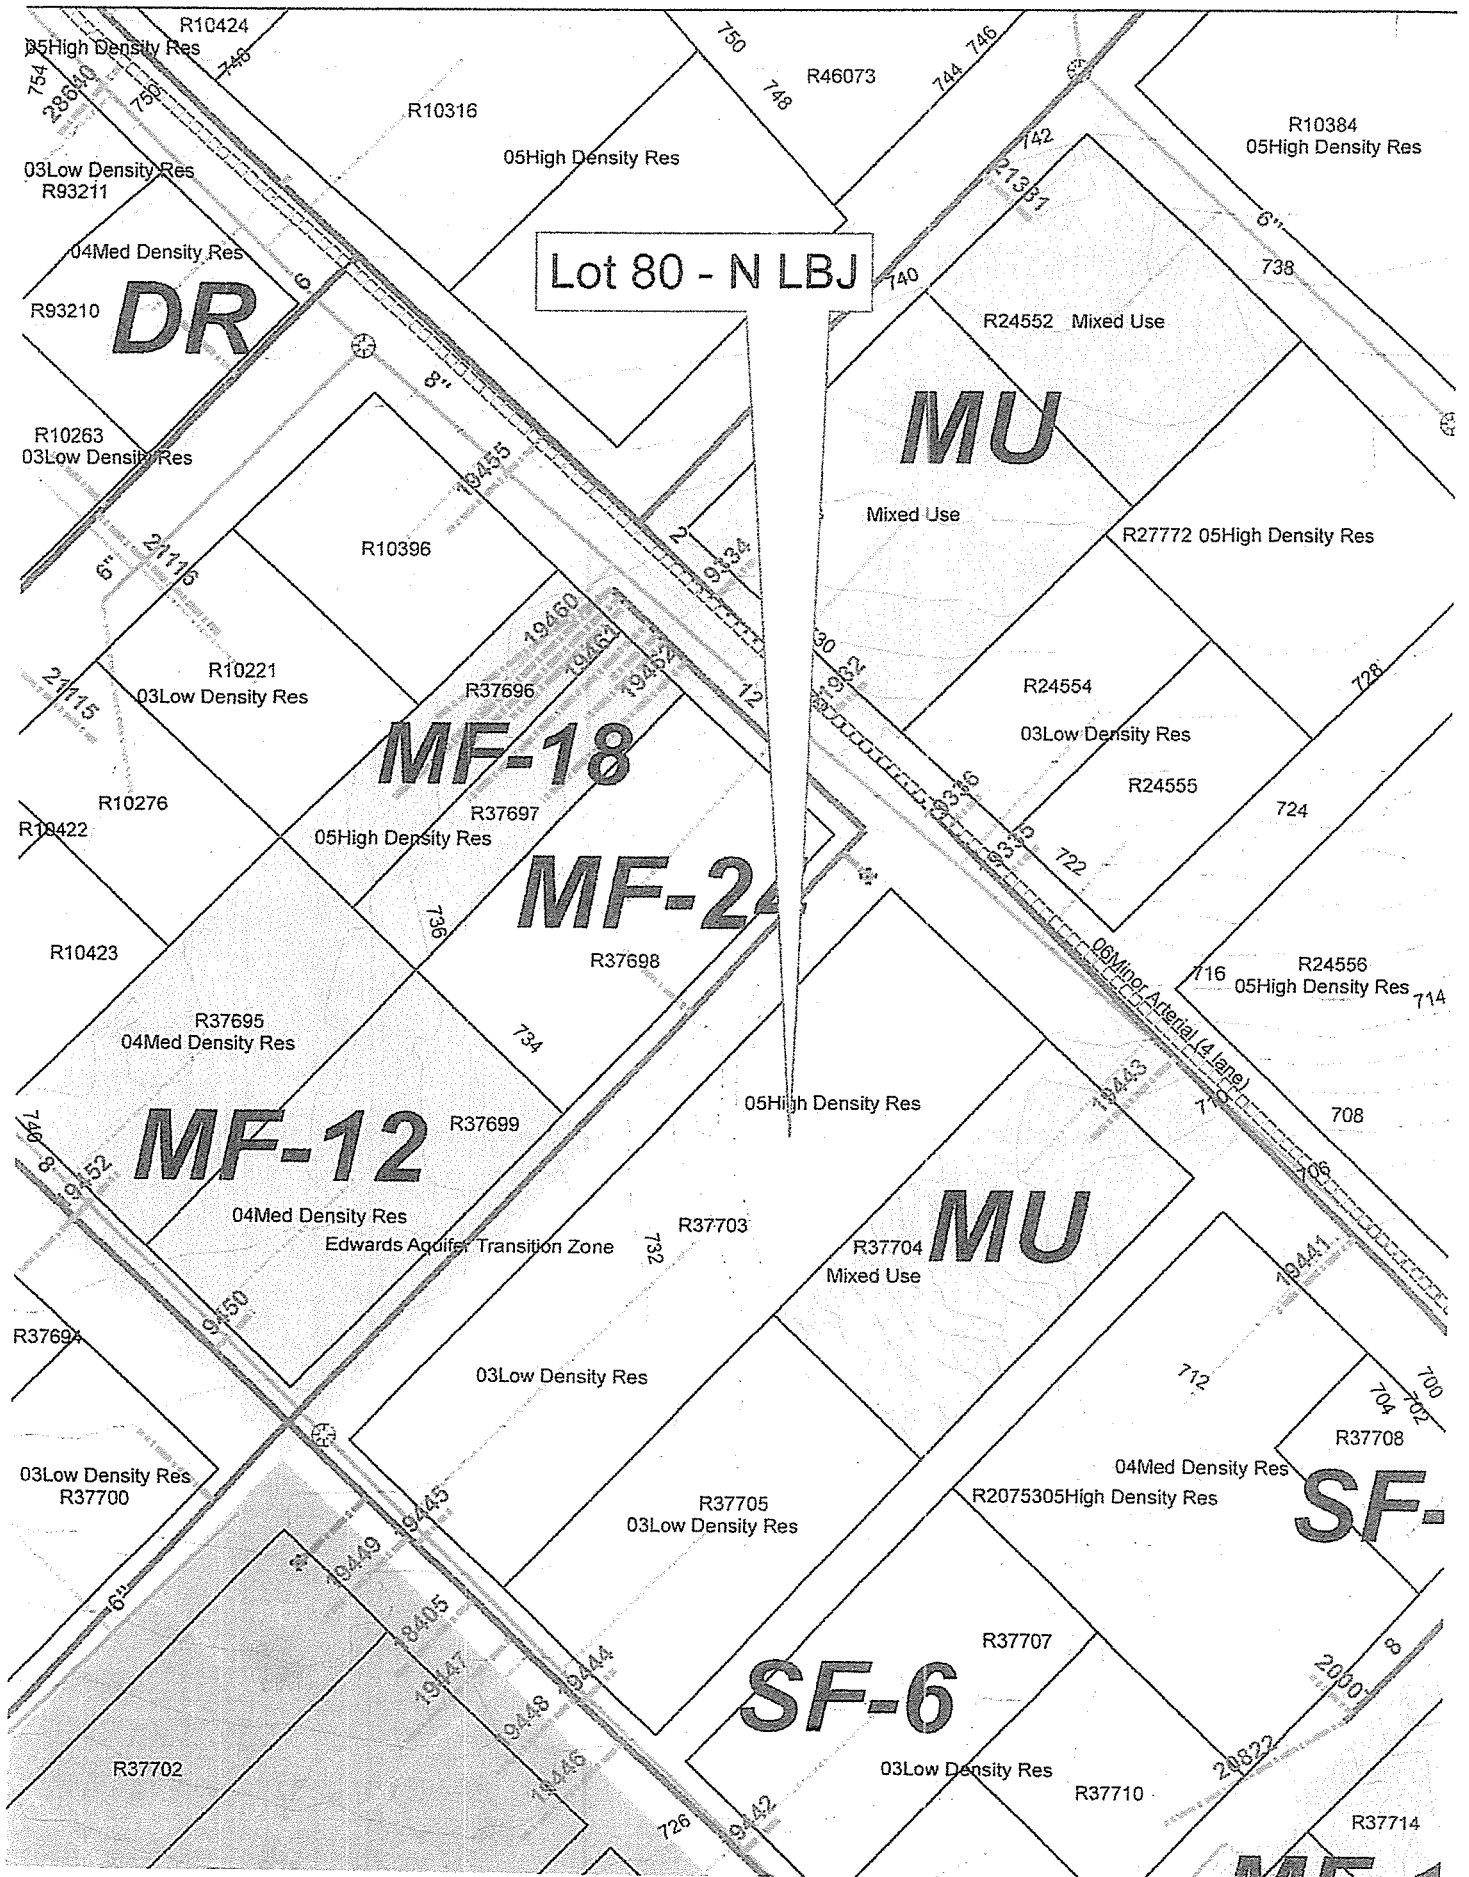 R10424
05High Density Res
748
754
28640
750
R10316
05High Density Res
750
748
R46073
744
746
742
21331
R10384
05High Density Res
03Low Density Res
R93211
04Med Density Res
R93210
DR
6
8"
Lot 80 - N LBJ
740
6"
738
R24552 Mixed Use
MU
Mixed Use
R27772 05High Density Res
R10263
03Low Density Res
19455
R10396
21116
6"
2
9334
19460
19461
R10221
03Low Density Res
21115
R37696
12
R24554
728
03Low Density Res
MF-18
R24555
724
R10276
R10422
R37697
05High Density Res
722
MF-24
736
R37698
R10423
06Minor Arterial (4 lane)
716
R24556
05High Density Res
714
R37695
04Med Density Res
734
05High Density Res
19443
710
708
706
MF-12
R37699
740
8
19452
04Med Density Res
Edwards Aquifer Transition Zone
732
R37703
R37704
Mixed Use
MU
19441
9450
R37694
03Low Density Res
712
700
702
704
R37708
03Low Density Res
R37700
04Med Density Res
R2075305High Density Res
SF-
R37705
03Low Density Res
19445
19449
6"
18405
19447
19444
19448
19446
R37707
SF-6
8
20822
03Low Density Res
R37710
R37702
726
19442
R37714